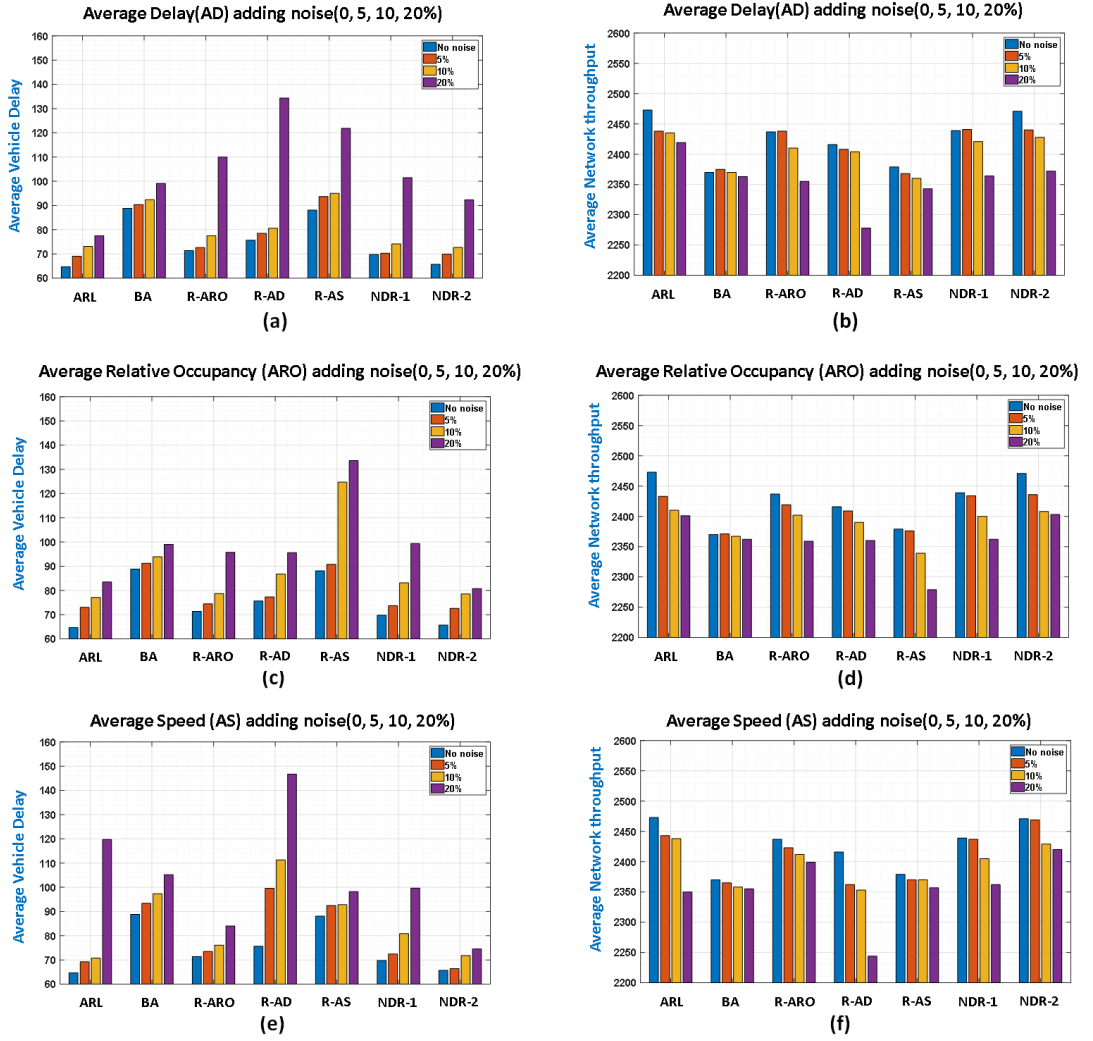 Average Delay(AD) adding noise(0, 5, 10, 20%)
Average Vehicle Delay
160
150
140
130
120
110
100
90
80
70
60
No noise
5%
10%
20%
ARL BA R-ARO R-AD R-AS NDR-1 NDR-2
(a)
Average Delay(AD) adding noise(0, 5, 10, 20%)
Average Network throughput
2600
2550
2500
2450
2400
2350
2300
2250
2200
No noise
5%
10%
20%
ARL BA R-ARO R-AD R-AS NDR-1 NDR-2
(b)
Average Relative Occupancy (ARO) adding noise(0, 5, 10, 20%)
Average Vehicle Delay
160
150
140
130
120
110
100
90
80
70
60
No noise
5%
10%
20%
ARL BA R-ARO R-AD R-AS NDR-1 NDR-2
(c)
Average Relative Occupancy (ARO) adding noise(0, 5, 10, 20%)
Average Network throughput
2600
2550
2500
2450
2400
2350
2300
2250
2200
No noise
5%
10%
20%
ARL BA R-ARO R-AD R-AS NDR-1 NDR-2
(d)
Average Speed (AS) adding noise(0, 5, 10, 20%)
Average Vehicle Delay
160
150
140
130
120
110
100
90
80
70
60
No noise
5%
10%
20%
ARL BA R-ARO R-AD R-AS NDR-1 NDR-2
(e)
Average Speed (AS) adding noise(0, 5, 10, 20%)
Average Network throughput
2600
2550
2500
2450
2400
2350
2300
2250
2200
No noise
5%
10%
20%
ARL BA R-ARO R-AD R-AS NDR-1 NDR-2
(f)